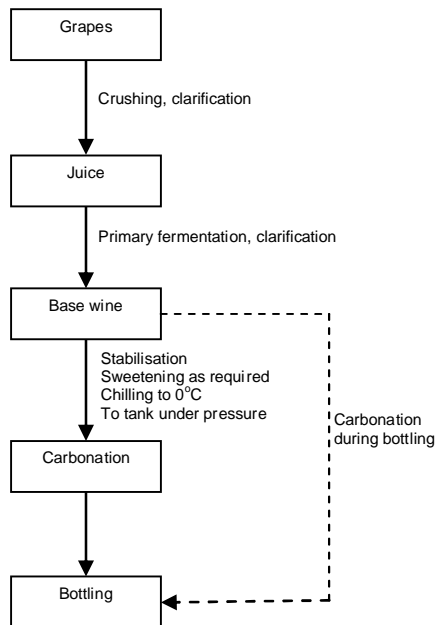 Grapes
Crushing, clarification
Juice
Primary fermentation, clarification
Base wine
Stabilisation
Sweetening as required
Chilling to 0°C
To tank under pressure
Carbonation
during bottling
Carbonation
Bottling